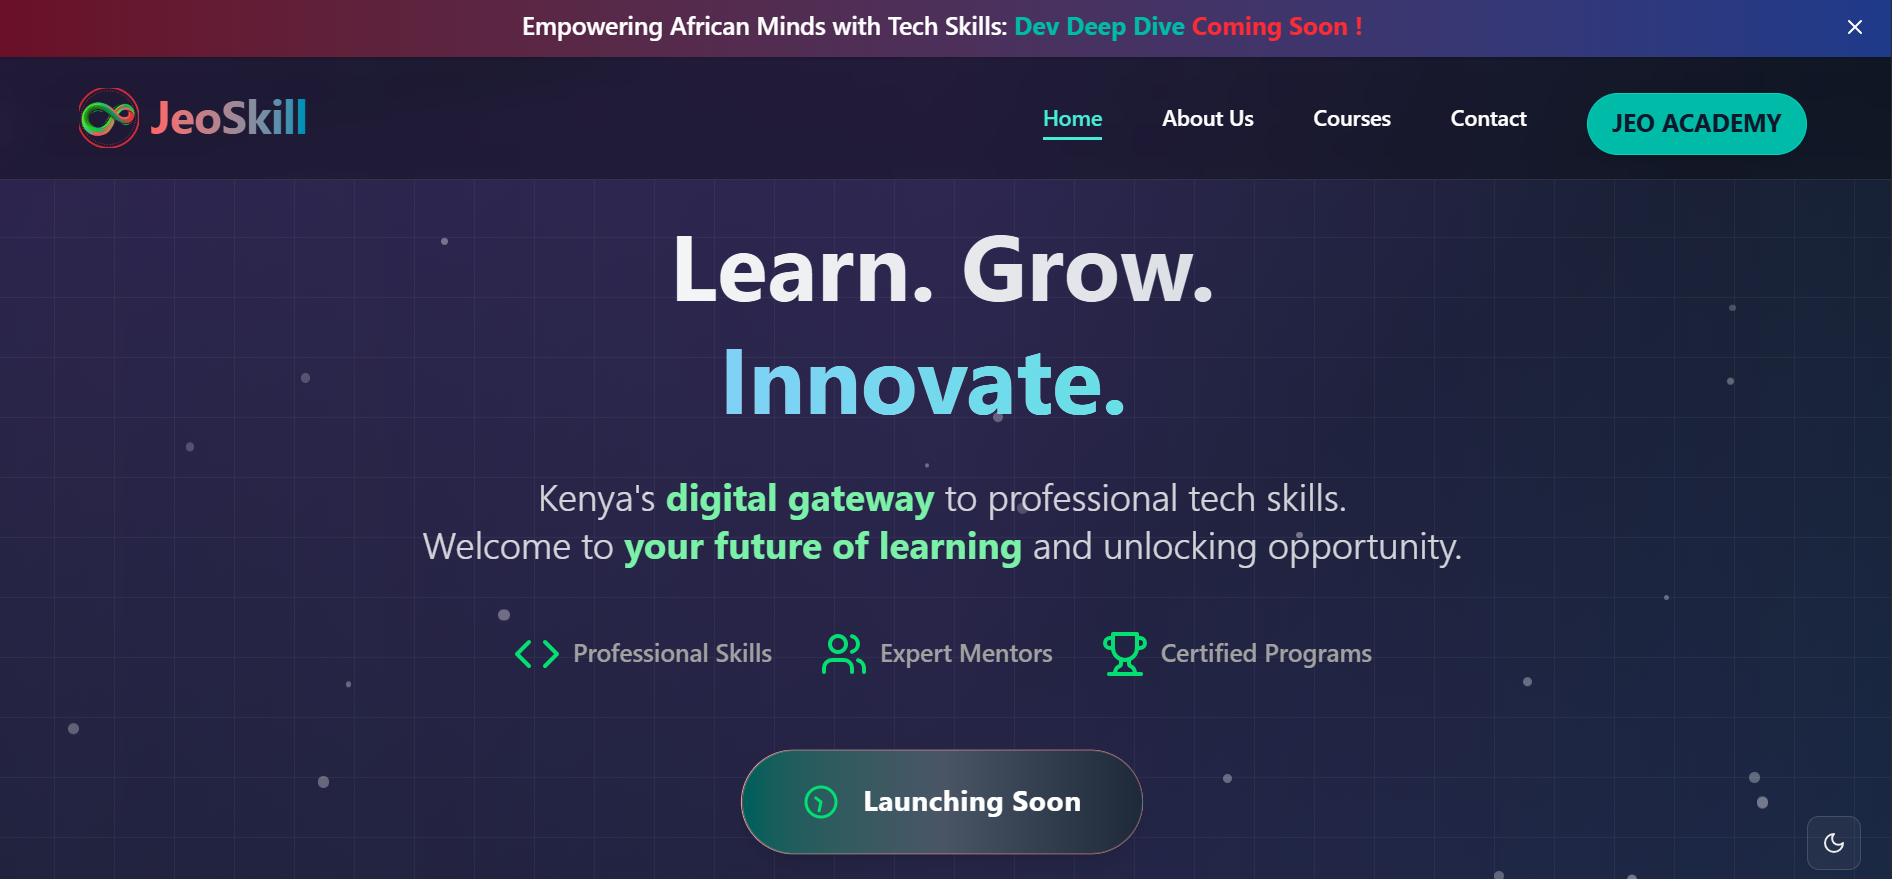 Empowering African Minds with Tech Skills: Dev Deep Dive Coming Soon !
JeoSkill
Home
About Us
Courses
Contact
JEO ACADEMY
Learn. Grow.
Innovate.
Kenya's digital gateway to professional tech skills.
Welcome to your future of learning and unlocking opportunity.
Professional Skills
Expert Mentors
Certified Programs
Launching Soon